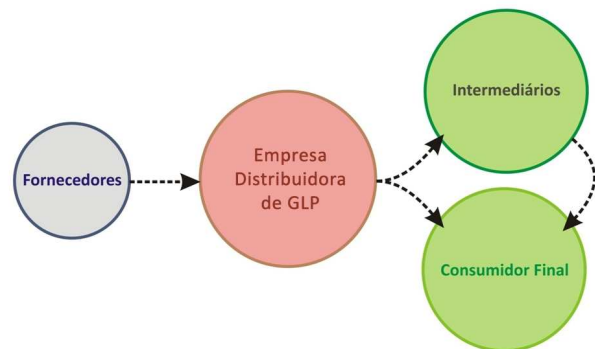 Fornecedores
Empresa
Distribuidora
de GLP
Intermediários
Consumidor Final